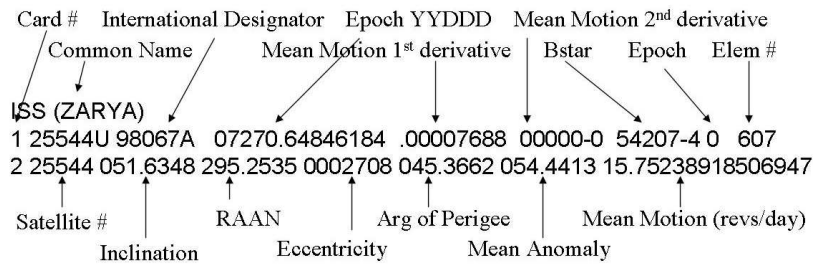 Card # International Designator Epoch YYDDD Mean Motion 2nd derivative
Common Name Mean Motion 1st derivative Bstar Epoch Elem #
ISS (ZARYA)
1 25544U 98067A 07270.64846184 .00007688 00000-0 54207-4 0 607
2 25544 051.6348 295.2535 0002708 045.3662 054.4413 15.75238918506947
Satellite # RAAN Arg of Perigee Mean Motion (revs/day)
Inclination Eccentricity Mean Anomaly